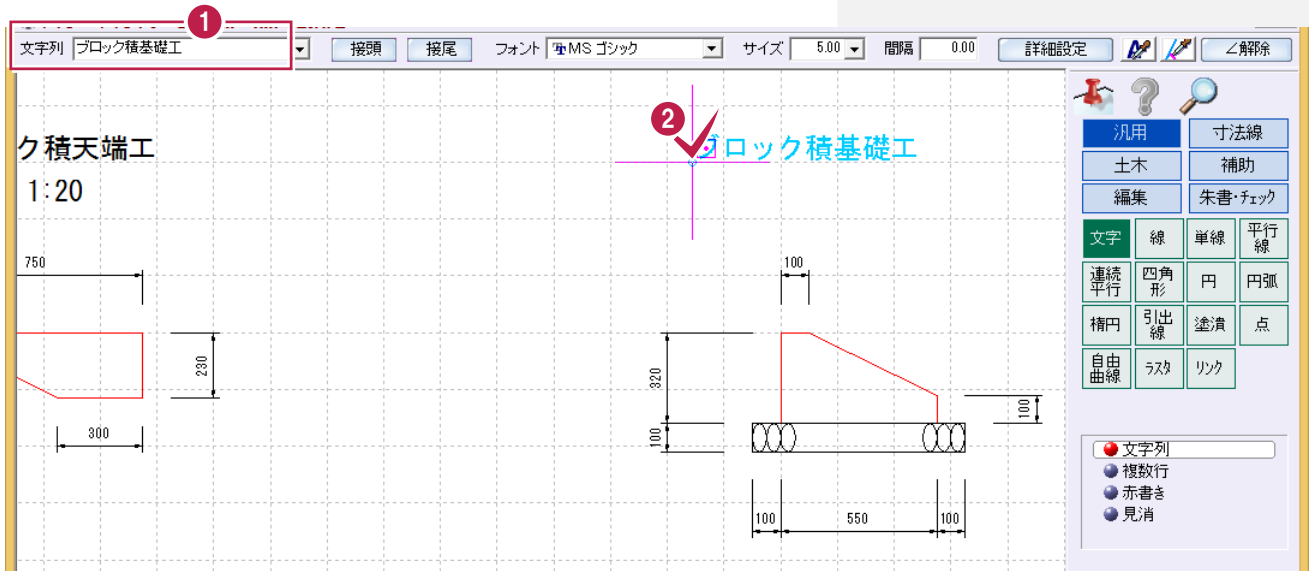 1
文字列 ブロック積基礎工 接頭 接尾 フォント MS ゴシック サイズ 5.00 間隔 0.00 詳細設定 ∠解除
2
ク積天端工
1:20
ブロック積基礎工
750
230
300
100
320
100
100
100 550 100
汎用 寸法線
土木 補助
編集 朱書・チェック
文字 線 単線 平行線
連続平行 四角形 円 円弧
楕円 引出線 塗潰 点
自由曲線 ラスタ リンク
文字列
複数行
赤書き
見消